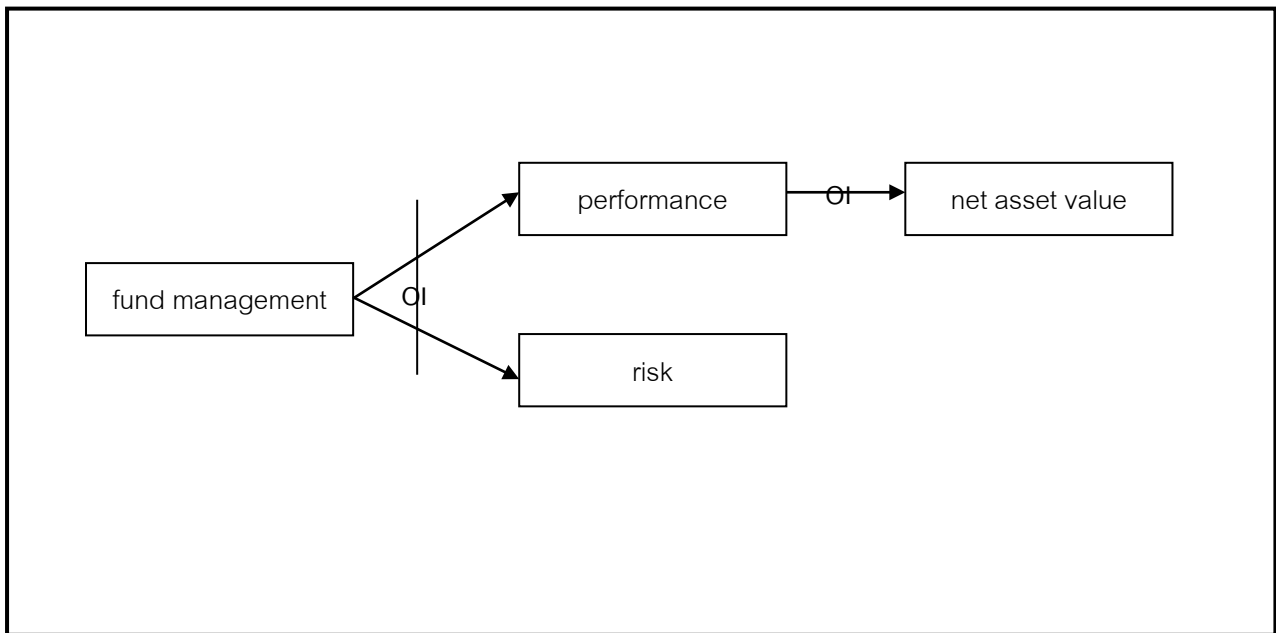 performance
OI
net asset value
fund management
OI
risk